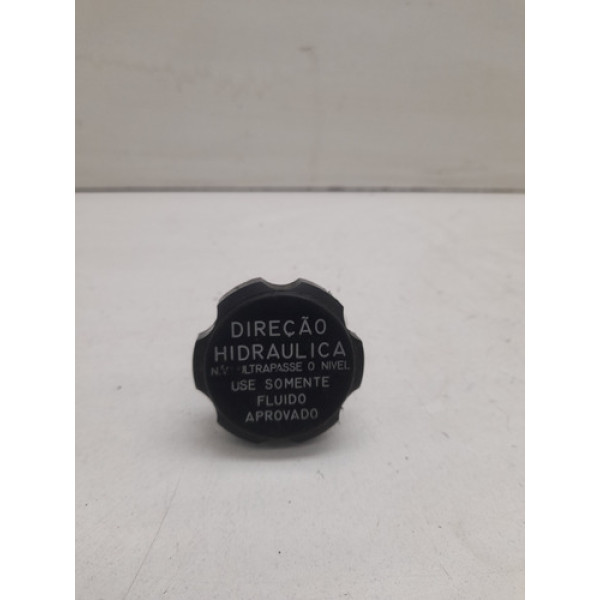 DIREÇÃO
HIDRAULICA
ULTRAPASSE O NIVEL
USE SOMENTE
FLUIDO
APROVADO